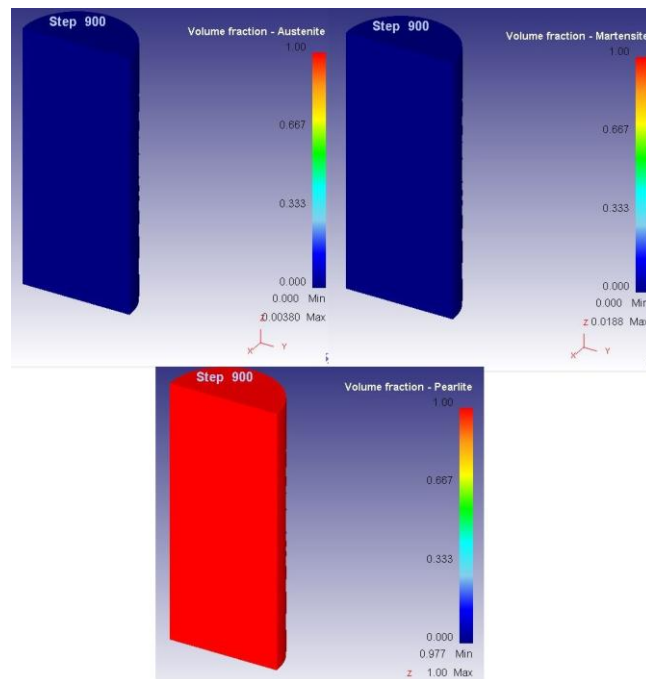 Step 900
Volume fraction - Austenite
1.00
0.667
0.333
0.000
0.000 Min
0.00380 Max
Z
X Y
Step 900
Volume fraction - Martensite
1.00
0.667
0.333
0.000
0.000 Min
0.0188 Max
Z
X Y
Step 900
Volume fraction - Pearlite
1.00
0.667
0.333
0.000
0.977 Min
z 1.00 Max